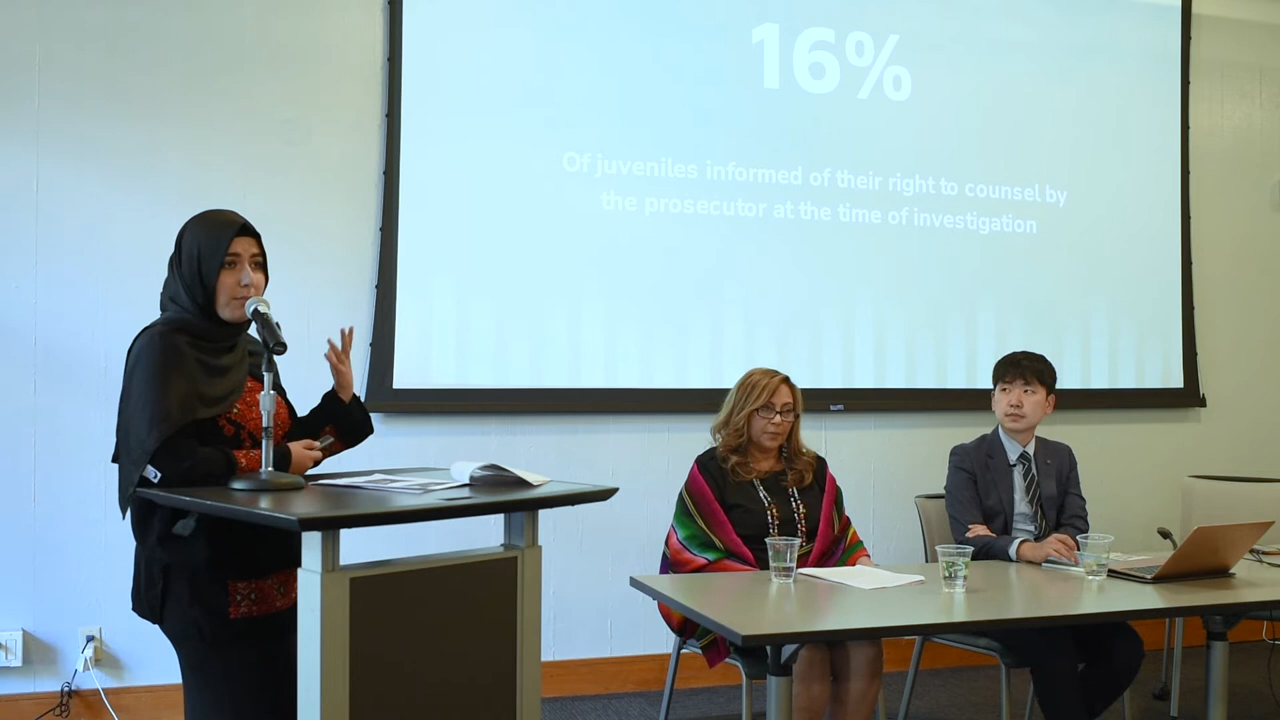 16%
Of juveniles informed of their right to counsel by
the prosecutor at the time of investigation